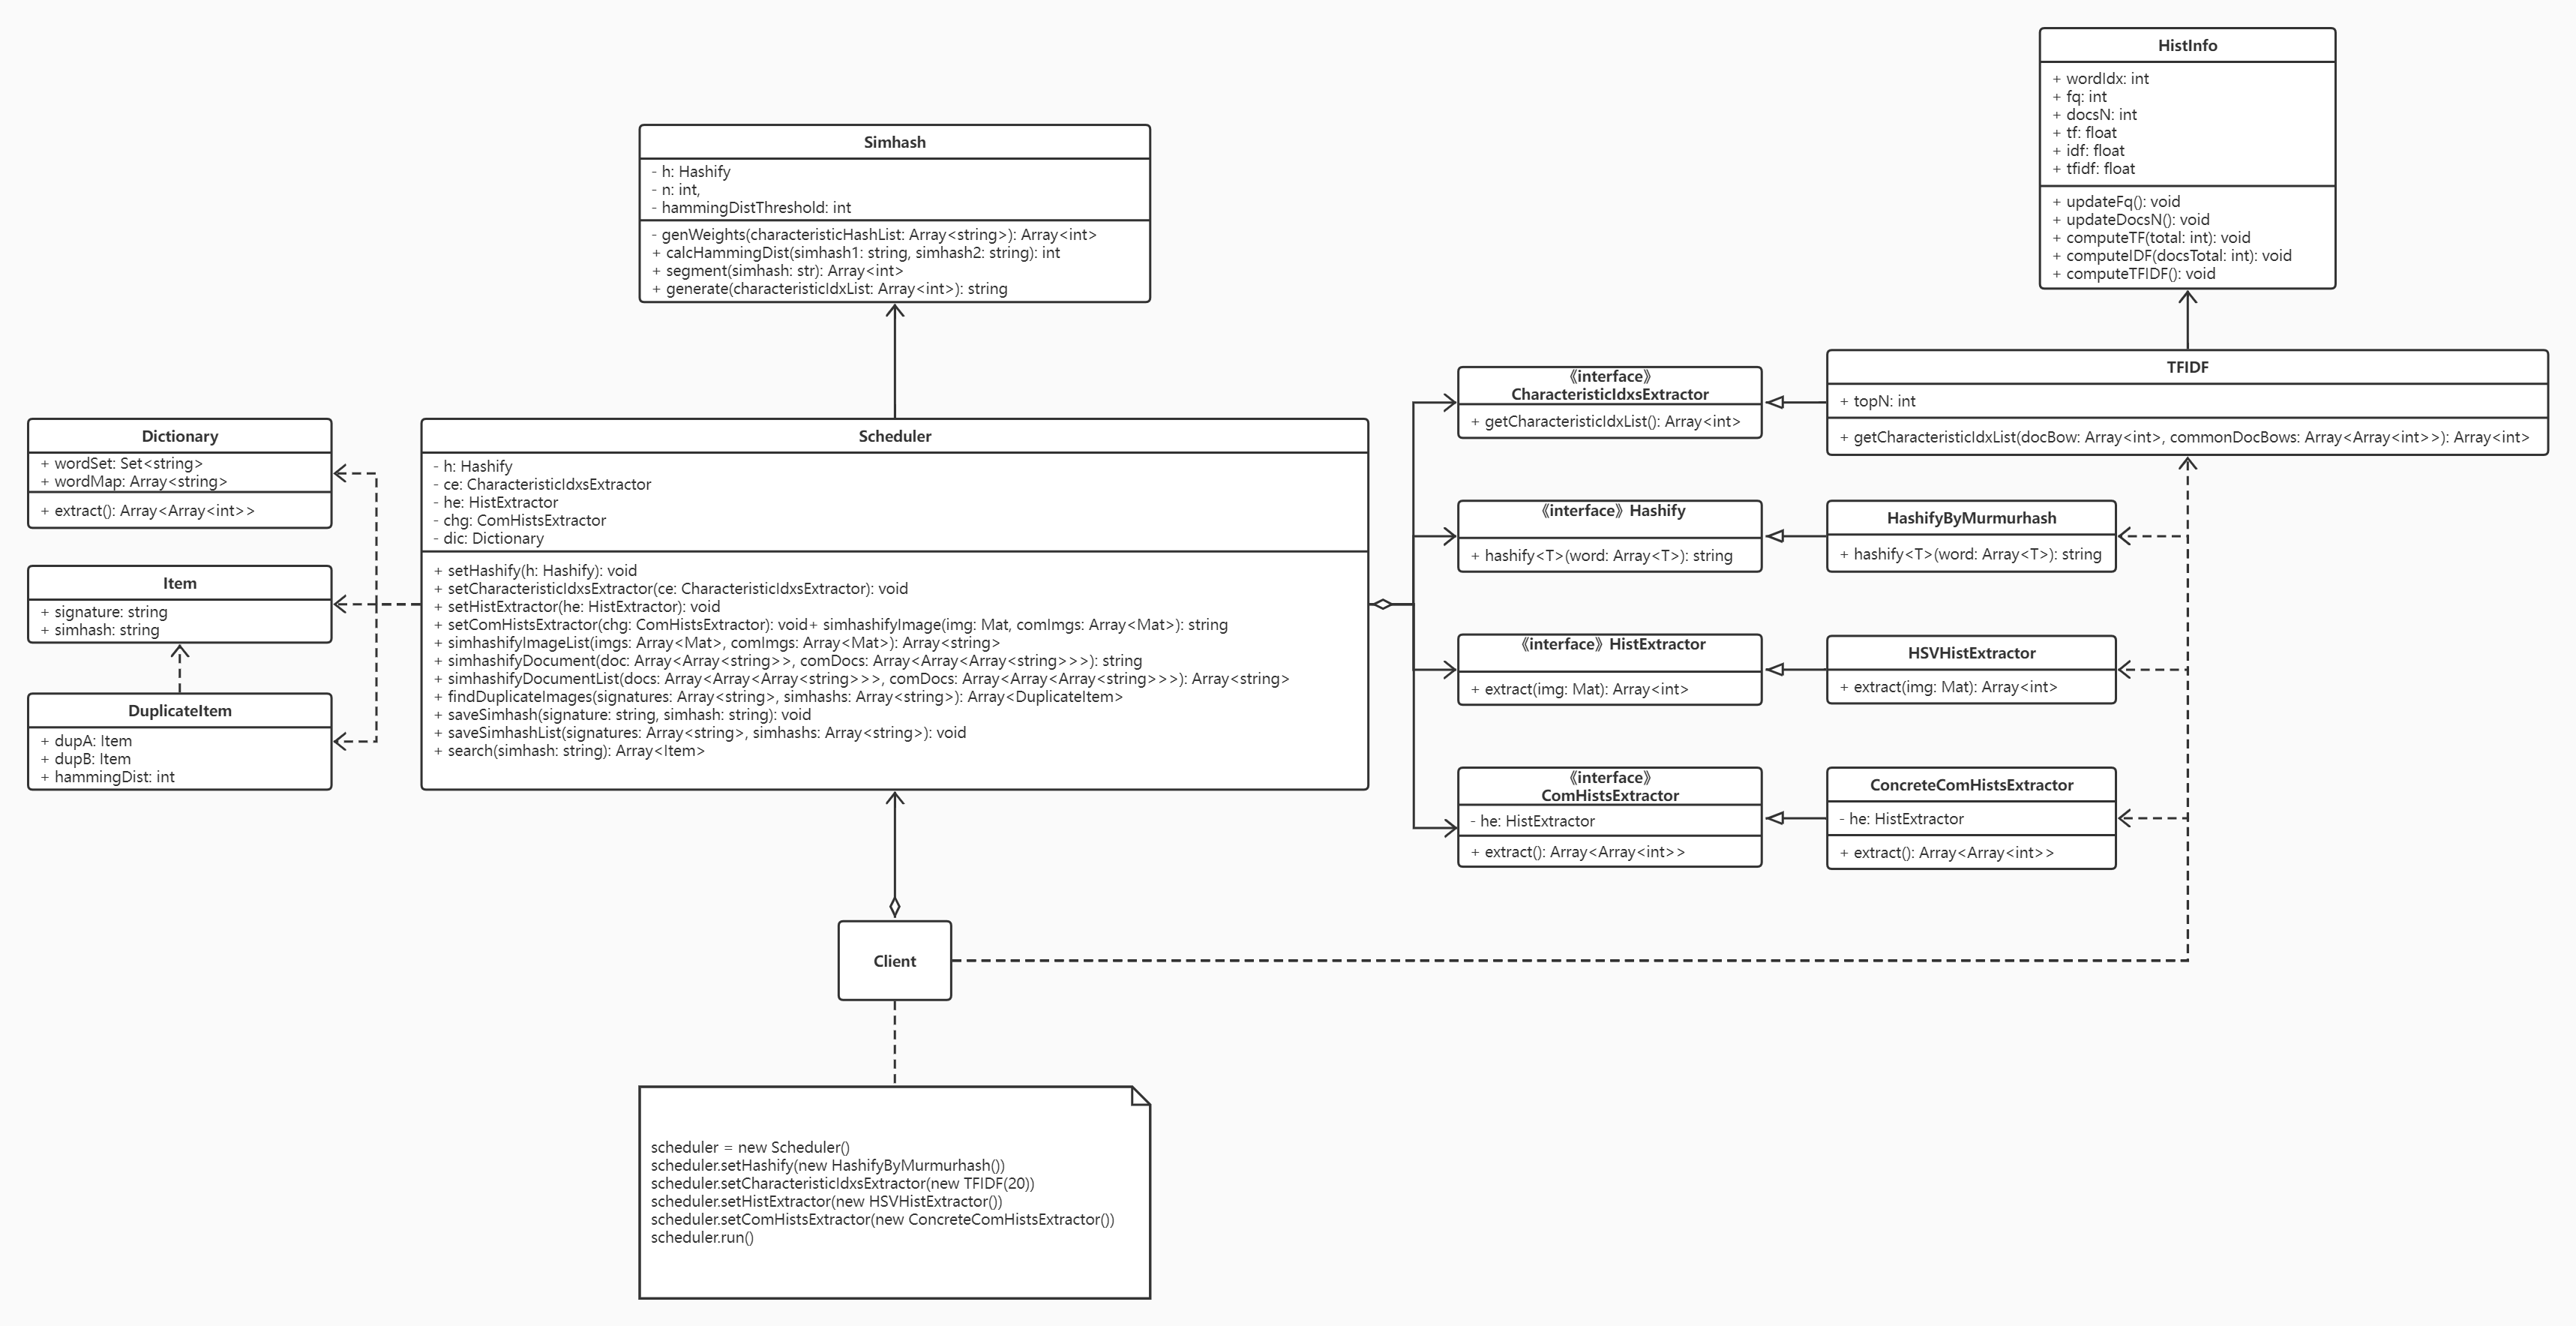 HistInfo
+ wordIdx: int
+ fq: int
+ docsN: int
+ tf: float
+ idf: float
+ tfidf: float
+ updateFq(): void
+ updateDocsN(): void
+ computeTF(total: int): void
+ computeIDF(docsTotal: int): void
+ computeTFIDF(): void
Simhash
- h: Hashify
- n: int,
- hammingDistThreshold: int
- genWeights(characteristicHashList: Array<string>): Array<int>
+ calcHammingDist(simhash1: string, simhash2: string): int
+ segment(simhash: str): Array<int>
+ generate(characteristicIdxList: Array<int>): string
Dictionary
+ wordSet: Set<string>
+ wordMap: Array<string>
+ extract(): Array<Array<int>>
Item
+ signature: string
+ simhash: string
DuplicateItem
+ dupA: Item
+ dupB: Item
+ hammingDist: int
Scheduler
- h: Hashify
- ce: CharacteristicIdxsExtractor
- he: HistExtractor
- chg: ComHistsExtractor
- dic: Dictionary
+ setHashify(h: Hashify): void
+ setCharacteristicIdxsExtractor(ce: CharacteristicIdxsExtractor): void
+ setHistExtractor(he: HistExtractor): void
+ setComHistsExtractor(chg: ComHistsExtractor): void+ simhashifyImage(img: Mat, comImgs: Array<Mat>): string
+ simhashifyImageList(imgs: Array<Mat>, comImgs: Array<Mat>): Array<string>
+ simhashifyDocument(doc: Array<Array<string>>, comDocs: Array<Array<Array<string>>>): string
+ simhashifyDocumentList(docs: Array<Array<Array<string>>>, comDocs: Array<Array<Array<string>>>): Array<string>
+ findDuplicateImages(signatures: Array<string>, simhashs: Array<string>): Array<DuplicateItem>
+ saveSimhash(signature: string, simhash: string): void
+ saveSimhashList(signatures: Array<string>, simhashs: Array<string>): void
+ search(simhash: string): Array<Item>
《interface》
CharacteristicIdxsExtractor
+ getCharacteristicIdxList(): Array<int>
TFIDF
+ topN: int
+ getCharacteristicIdxList(docBow: Array<int>, commonDocBows: Array<Array<int>>): Array<int>
《interface》 Hashify
+ hashify<T>(word: Array<T>): string
HashifyByMurmurhash
+ hashify<T>(word: Array<T>): string
《interface》 HistExtractor
+ extract(img: Mat): Array<int>
HSVHistExtractor
+ extract(img: Mat): Array<int>
《interface》
ComHistsExtractor
- he: HistExtractor
+ extract(): Array<Array<int>>
ConcreteComHistsExtractor
- he: HistExtractor
+ extract(): Array<Array<int>>
Client
scheduler = new Scheduler()
scheduler.setHashify(new HashifyByMurmurhash())
scheduler.setCharacteristicIdxsExtractor(new TFIDF(20))
scheduler.setHistExtractor(new HSVHistExtractor())
scheduler.setComHistsExtractor(new ConcreteComHistsExtractor())
scheduler.run()